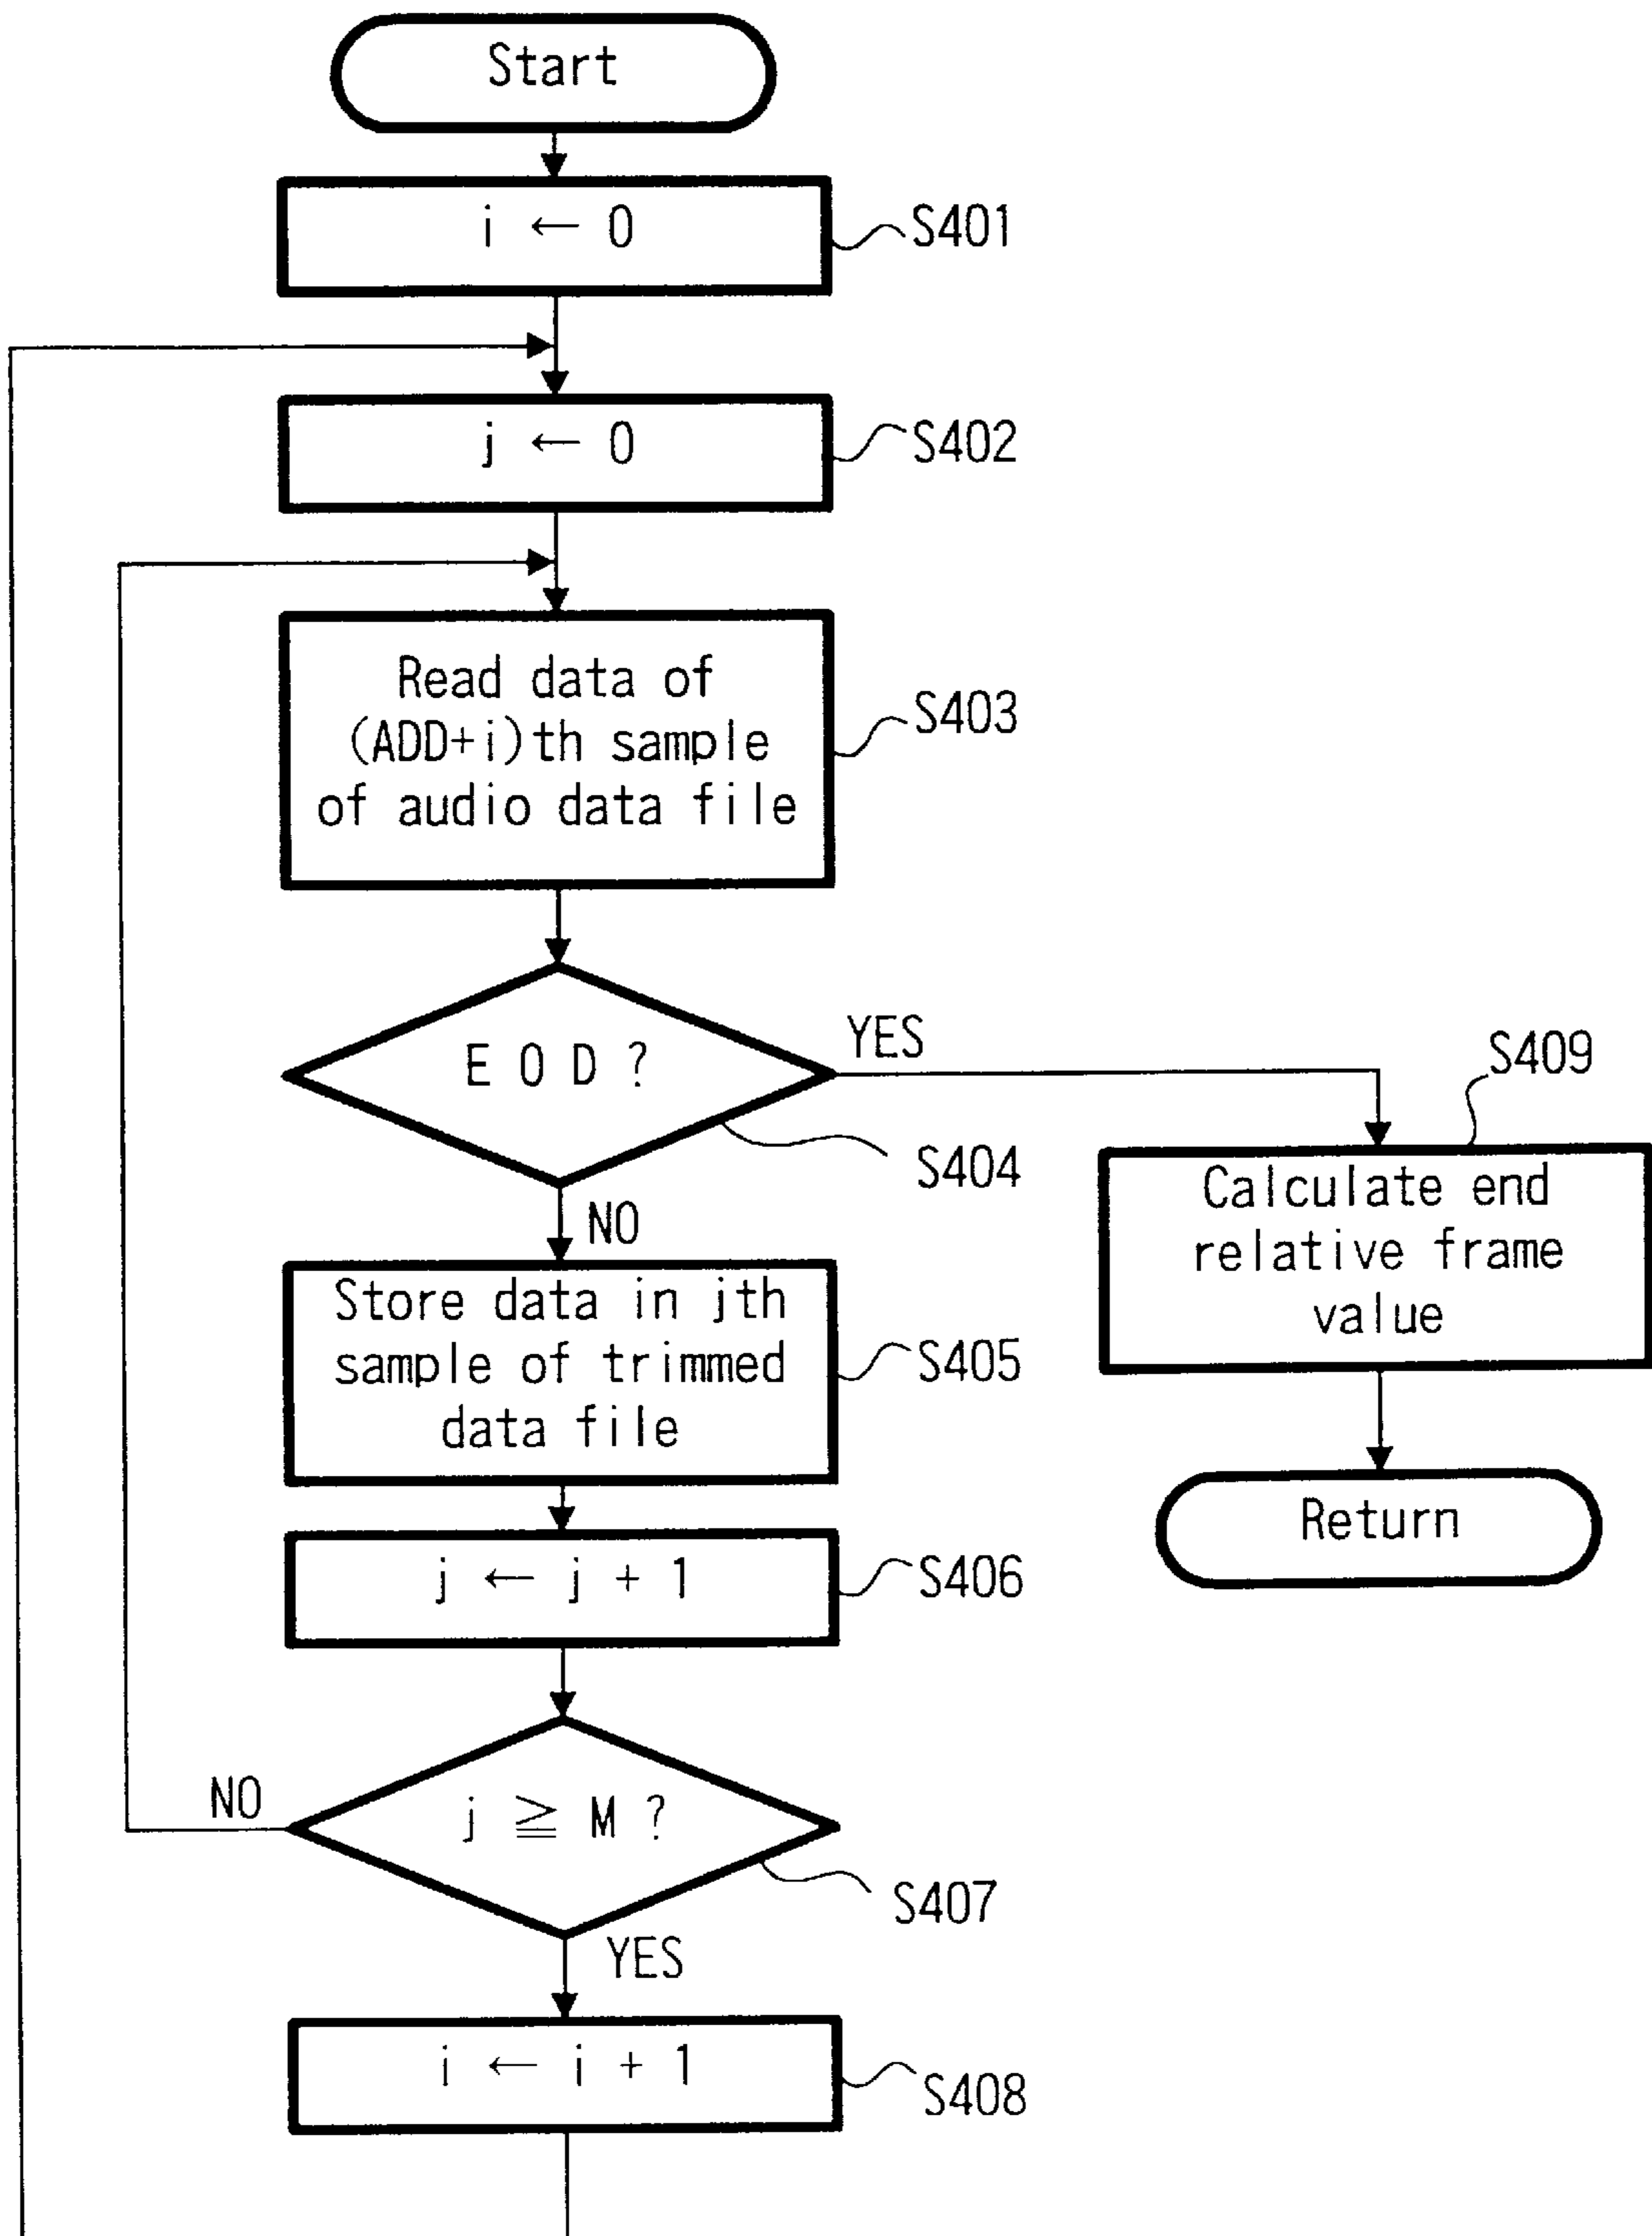 Start
i ← 0
S401
j ← 0
S402
Read data of
(ADD+i)th sample
of audio data file
S403
E O D ?
YES
S404
NO
S409
Calculate end
relative frame
value
Store data in jth
sample of trimmed
data file
S405
Return
j ← j + 1
S406
j ≧ M ?
NO
S407
YES
i ← i + 1
S408